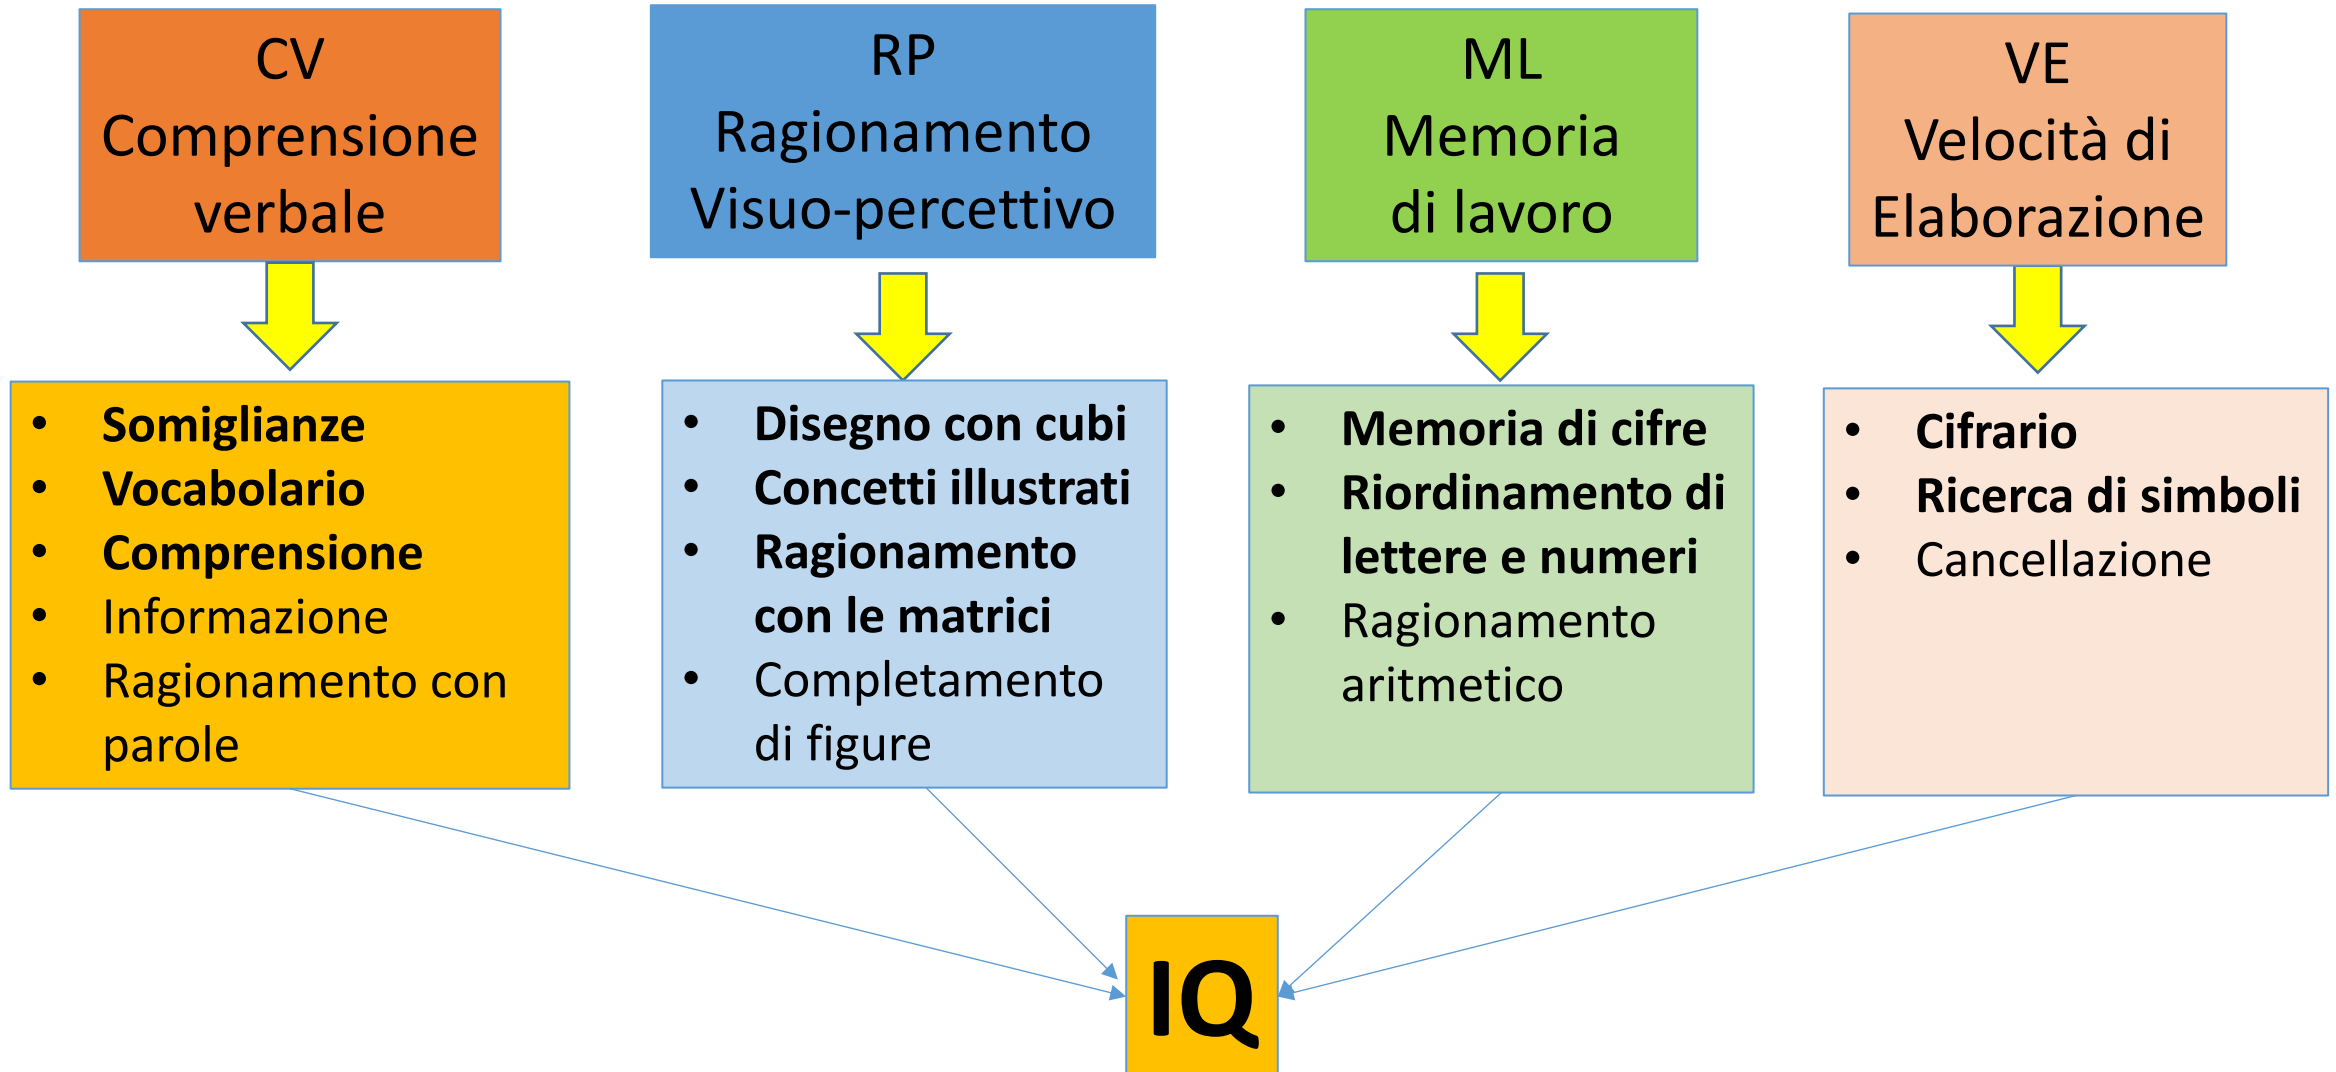 CV
Comprensione
verbale
RP
Ragionamento
Visuo-percettivo
ML
Memoria
di lavoro
VE
Velocità di
Elaborazione
• Somiglianze
• Vocabolario
• Comprensione
• Informazione
• Ragionamento con
parole
• Disegno con cubi
• Concetti illustrati
• Ragionamento
con le matrici
• Completamento
di figure
• Memoria di cifre
• Riordinamento di
lettere e numeri
• Ragionamento
aritmetico
• Cifrario
• Ricerca di simboli
• Cancellazione
IQ